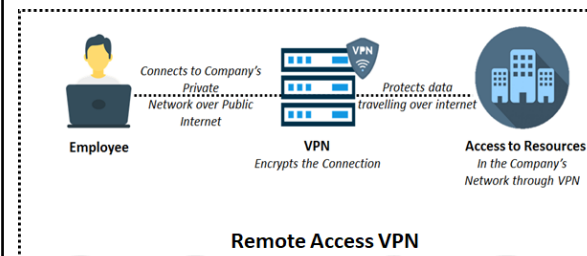 VPN
Connects to Company's
Private
Network over Public
Internet
Protects data
travelling over internet
Employee
VPN
Encrypts the Connection
Access to Resources
In the Company's
Network through VPN
Remote Access VPN